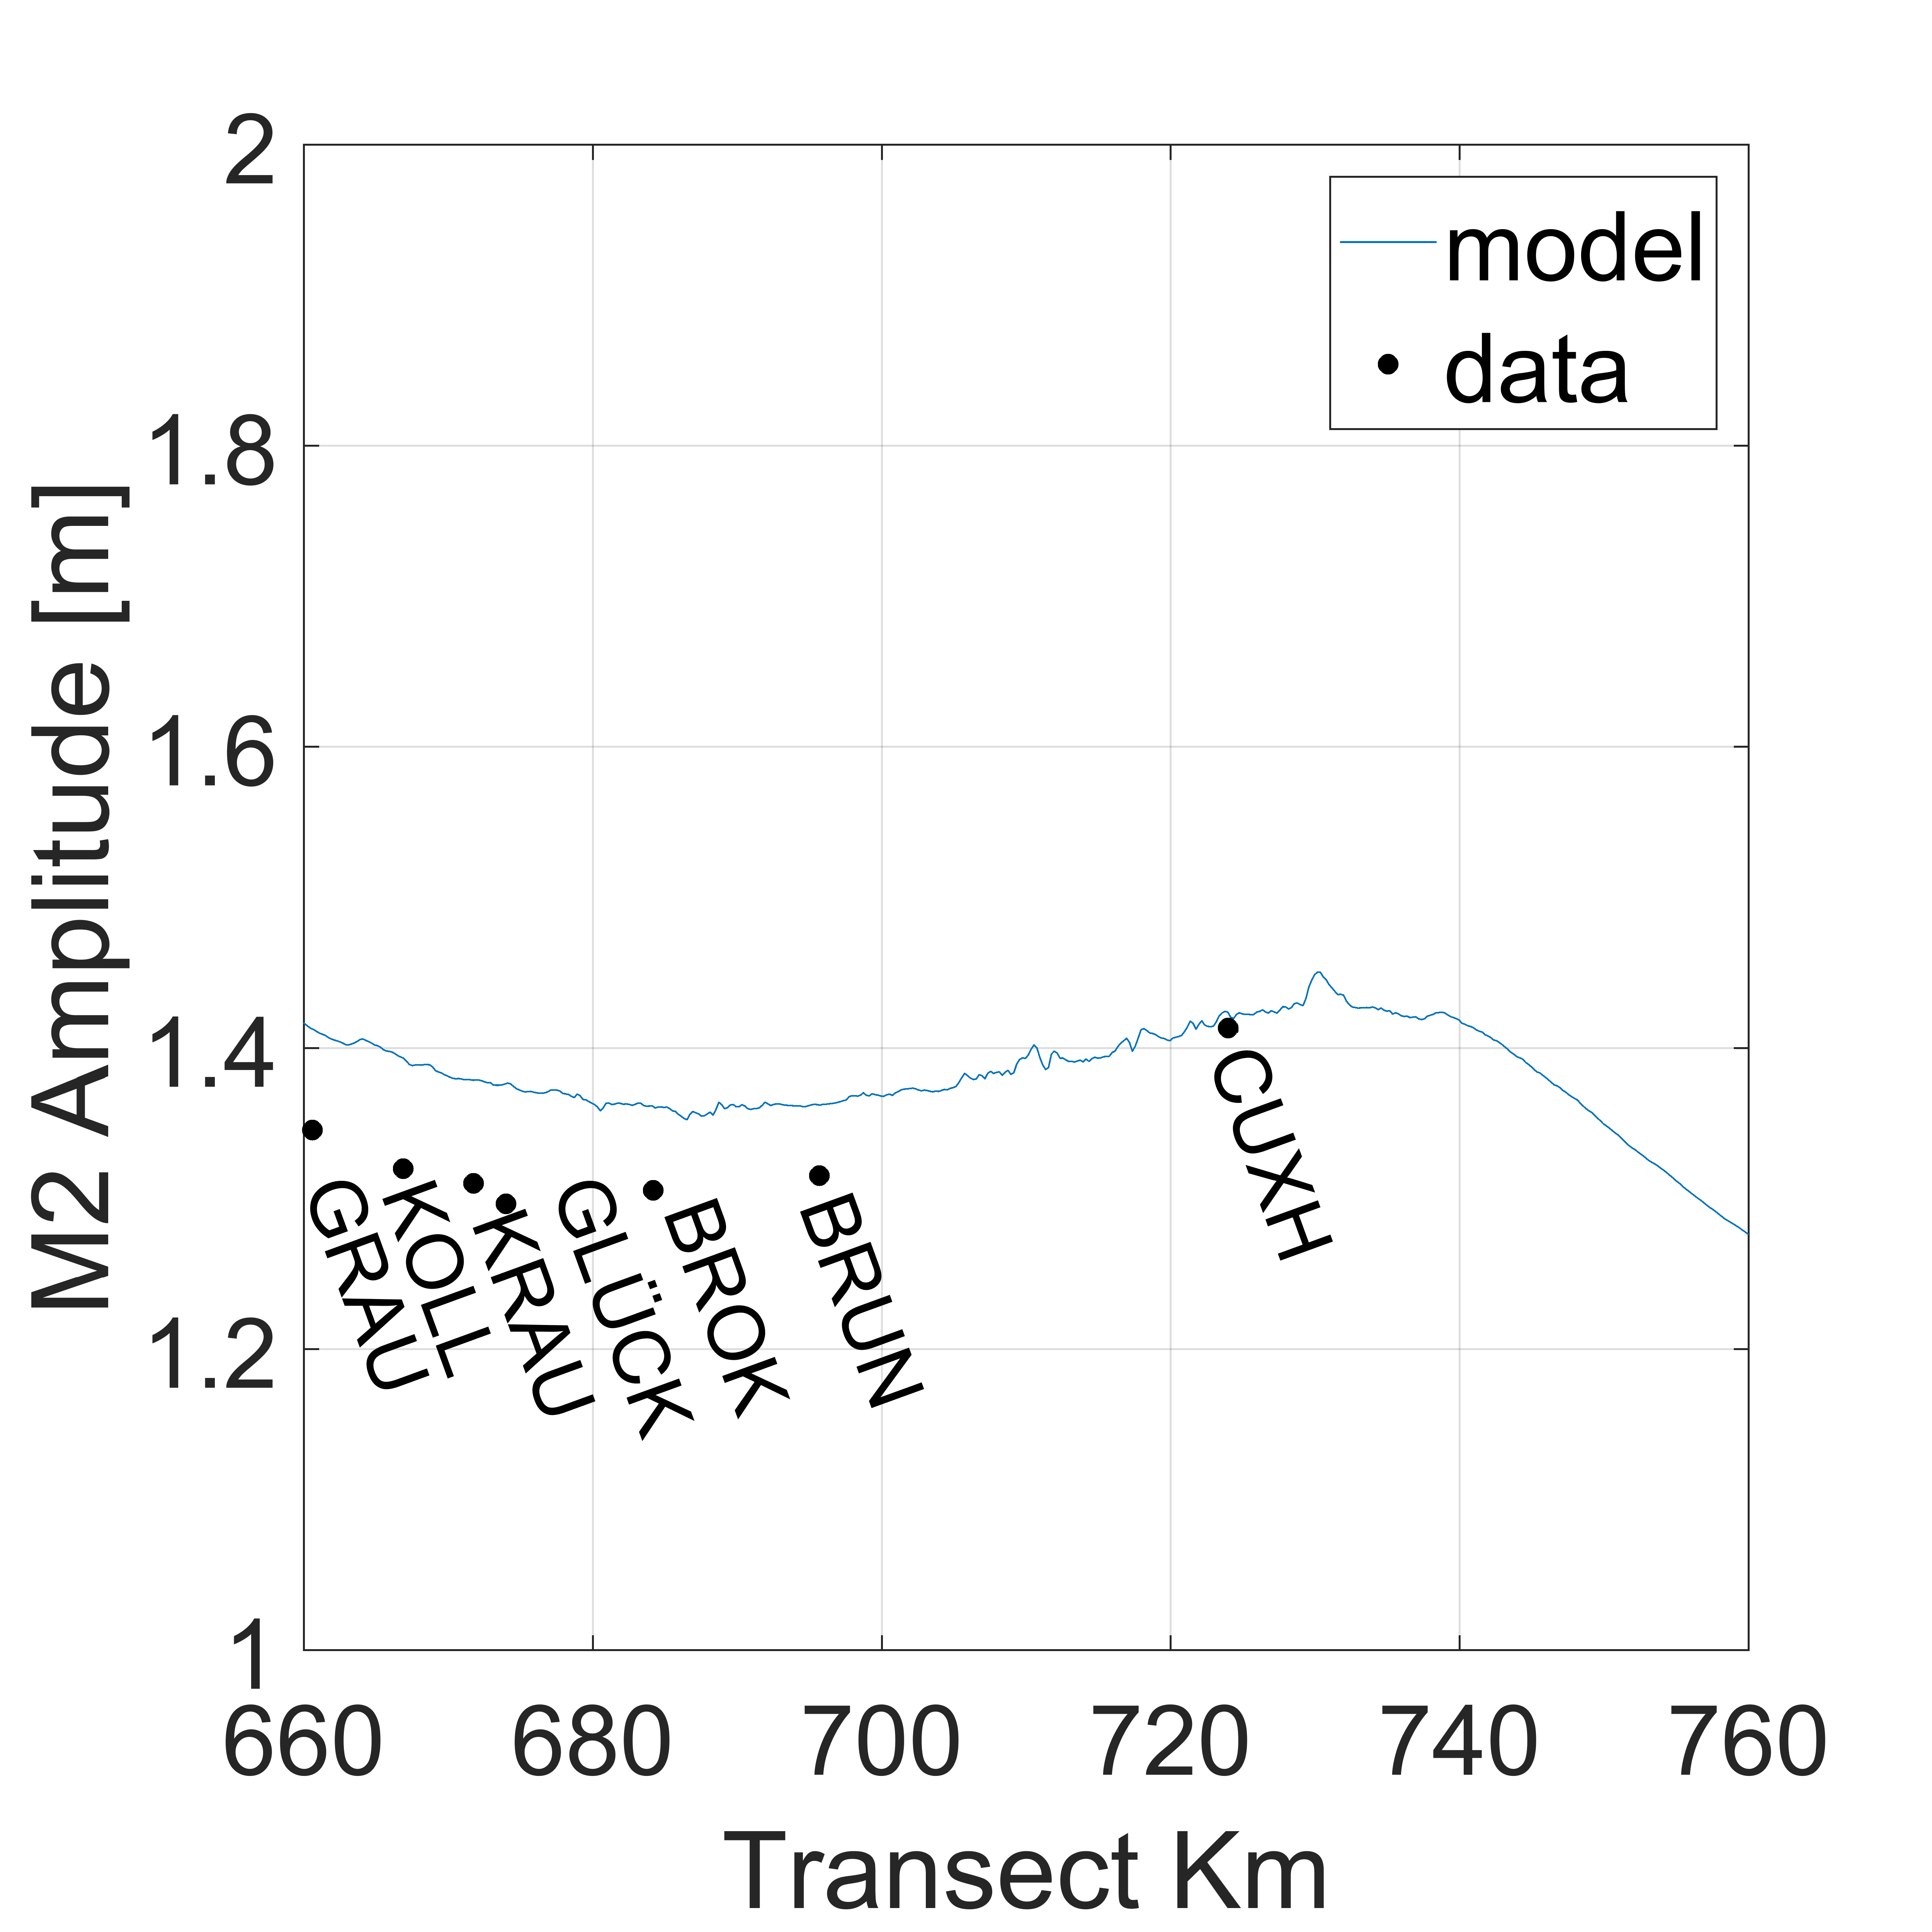 2
1.8
1.6
1.4
1.2
1
M2 Amplitude [m]
model
data
GRAU
KOLL
KRAU
GLÜCK
BROK
BRUN
CUXH
660 680 700 720 740 760
Transect Km